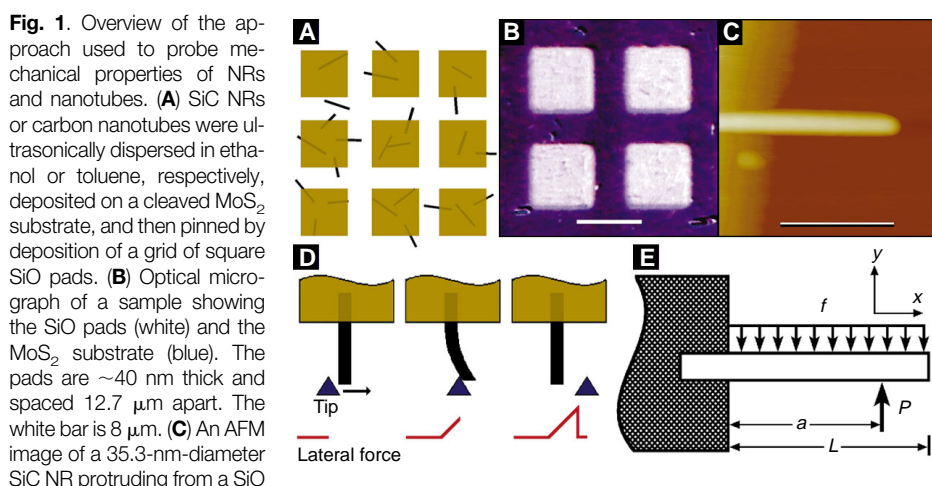 Fig. 1. Overview of the ap-
proach used to probe me-
chanical properties of NRs
and nanotubes. (A) SiC NRs
or carbon nanotubes were ul-
trasonically dispersed in etha-
nol or toluene, respectively,
deposited on a cleaved MoS2
substrate, and then pinned by
deposition of a grid of square
SiO pads. (B) Optical micro-
graph of a sample showing
the SiO pads (white) and the
MoS2 substrate (blue). The
pads are ~40 nm thick and
spaced 12.7 μm apart. The
white bar is 8 μm. (C) An AFM
image of a 35.3-nm-diameter
SiC NR protruding from a SiO
A
B
C
D
Tip
Lateral force
E
y
x
f
P
a
L